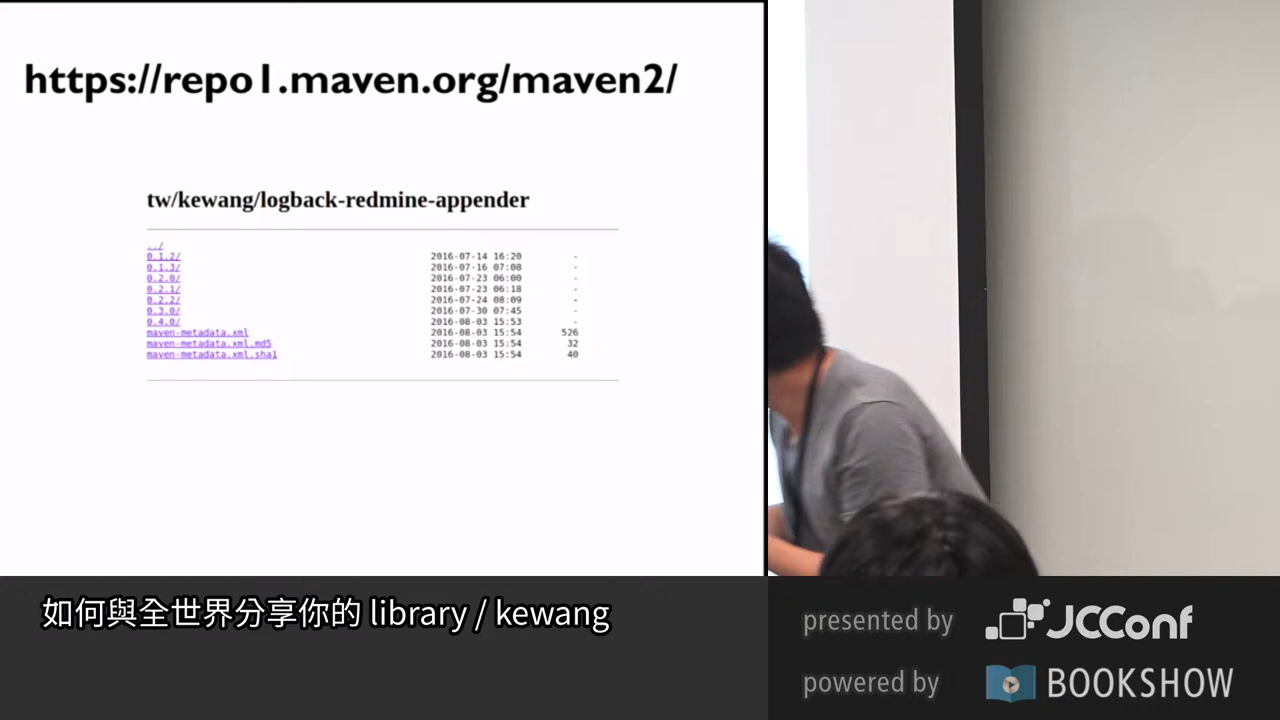 https://repo1.maven.org/maven2/
tw/kewang/logback-redmine-appender
../
0.1.2/ 2016-07-14 16:20 -
0.1.3/ 2016-07-16 07:08 -
0.2.0/ 2016-07-23 06:00 -
0.2.1/ 2016-07-23 06:18 -
0.2.2/ 2016-07-24 08:09 -
0.3.0/ 2016-07-30 07:45 -
0.4.0/ 2016-08-03 15:53 -
maven-metadata.xml 2016-08-03 15:54 526
maven-metadata.xml.md5 2016-08-03 15:54 32
maven-metadata.xml.sha1 2016-08-03 15:54 40
如何與全世界分享你的 library / kewang
presented by JCConf
powered by BOOKSHOW